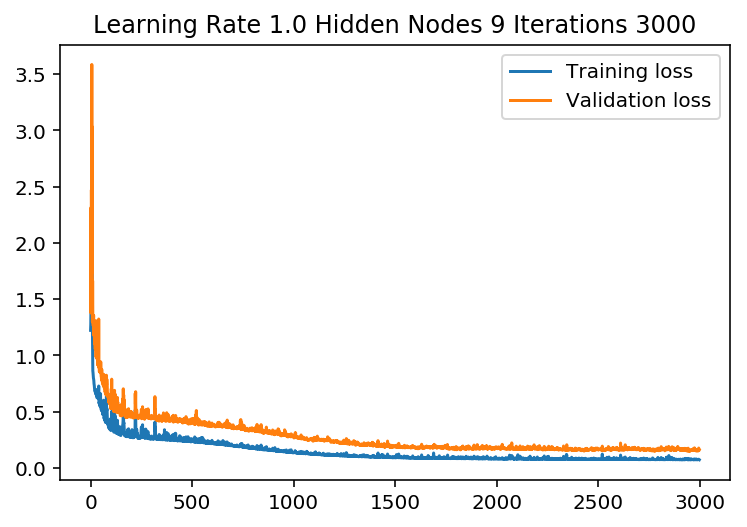 Learning Rate 1.0 Hidden Nodes 9 Iterations 3000
Training loss
Validation loss
3.5
3.0
2.5
2.0
1.5
1.0
0.5
0.0
0 500 1000 1500 2000 2500 3000